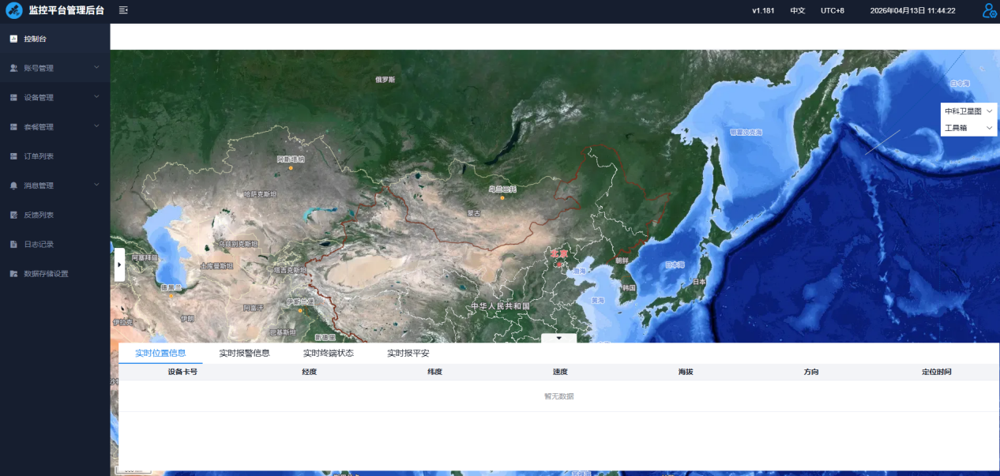 监控平台管理后台
v1.181 中文 UTC+8 2026年04月13日 11:44:22
控制台
账号管理
设备管理
套餐管理
订单列表
消息管理
反馈列表
日志记录
数据存储设置
俄罗斯
白令海
中科卫星图
工具箱
鄂霍次克海
阿斯塔纳
乌兰巴托
哈萨克斯坦
蒙古
乌兹别克斯坦
阿塞拜疆
土库曼斯坦
塔吉克斯坦
北京
朝鲜
渤海
日本海
日本
韩国
德黑兰
伊斯兰堡
中华人民共和国
黄海
阿富汗
伊朗
伊拉克
巴基斯坦
新德里
实时位置信息 实时报警信息 实时终端状态 实时报平安
设备卡号 经度 纬度 速度 海拔 方向 定位时间
暂无数据